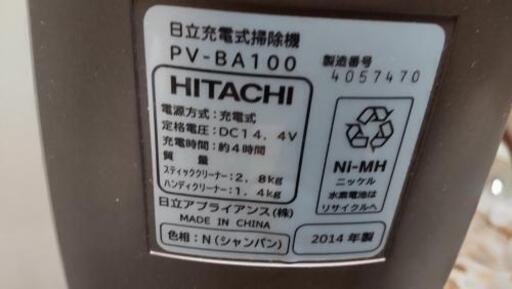 日立充電式掃除機
PV-BA100
製造番号
4057470
HITACHI
電源方式:充電式
定格電圧:DC14.4V
充電時間:約4時間
質量
スティッククリーナー:2.8kg
ハンディクリーナー:1.4kg
日立アプライアンス(株)
MADE IN CHINA
Ni-MH
ニッケル
水素電池は
リサイクルへ
色相:N(シャンパン)
2014年製